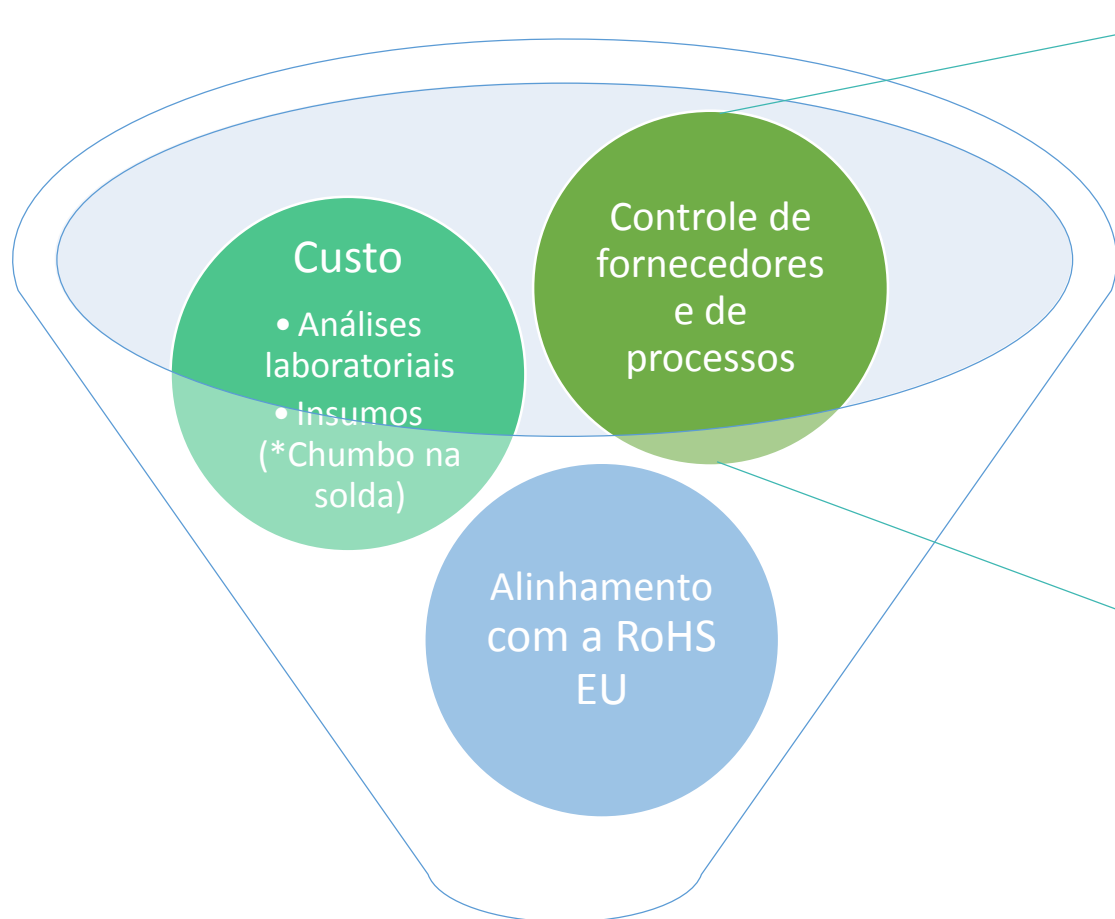 Custo
• Análises
laboratoriais
• Insumos
(*Chumbo na
solda)
Controle de
fornecedores
e de
processos
Alinhamento
com a RoHS
EU